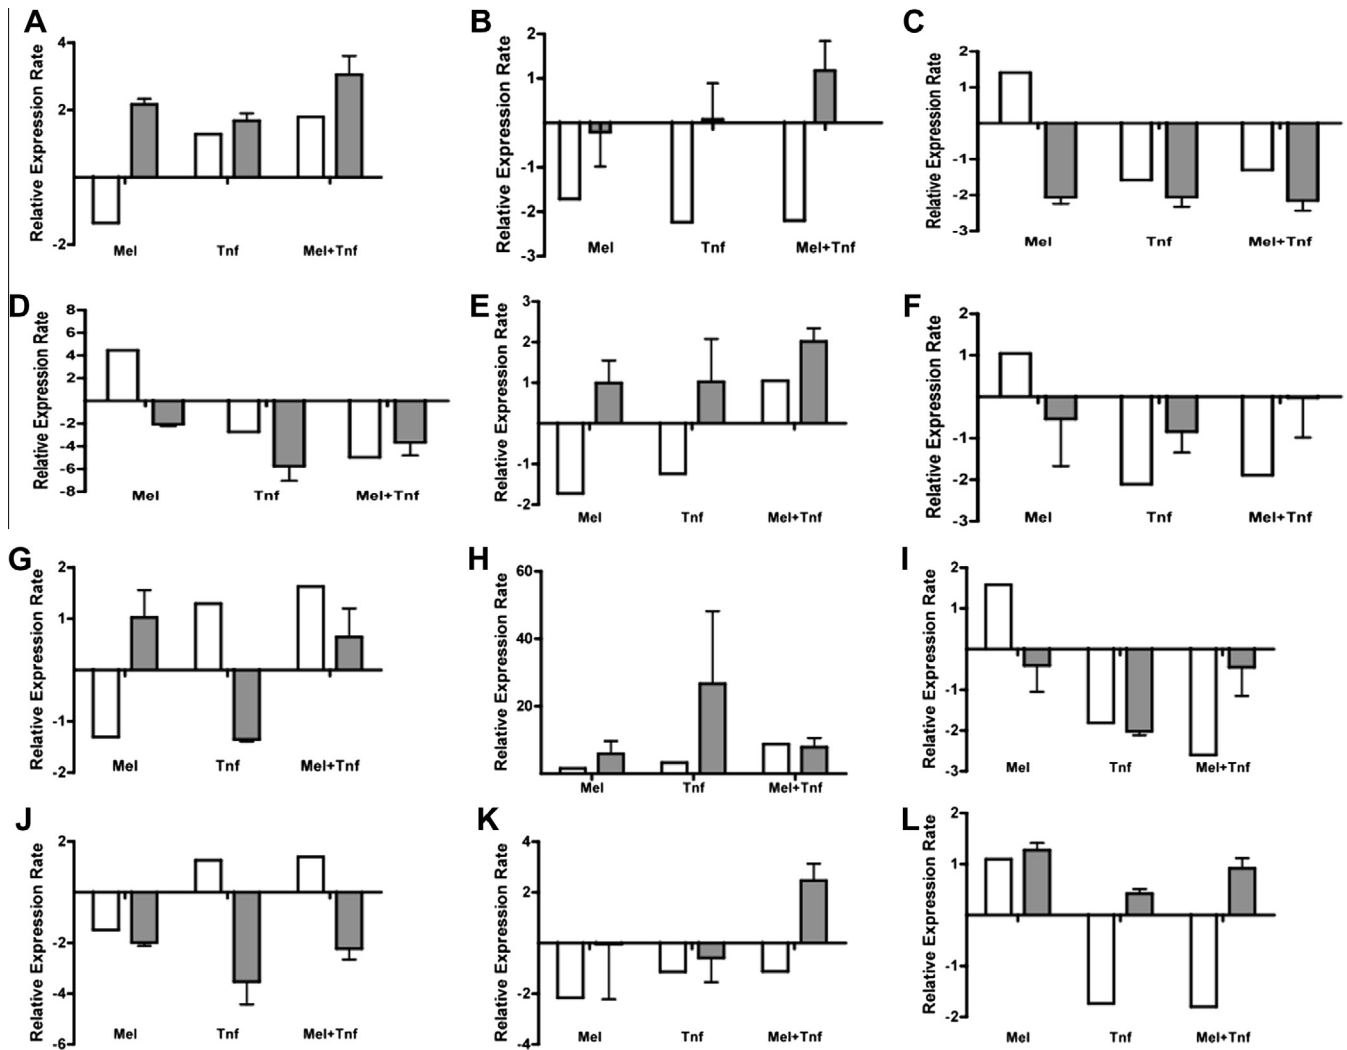 A
Relative Expression Rate
4
2
-2
Mel Tnf Mel+Tnf
B
Relative Expression Rate
2
1
-1
-2
-3
Mel Tnf Mel+Tnf
C
Relative Expression Rate
2
1
-1
-2
-3
Mel Tnf Mel+Tnf
D
Relative Expression Rate
8
6
4
2
-2
-4
-6
-8
Mel Tnf Mel+Tnf
E
Relative Expression Rate
3
2
1
-1
-2
Mel Tnf Mel+Tnf
F
Relative Expression Rate
2
1
-1
-2
-3
Mel Tnf Mel+Tnf
G
Relative Expression Rate
2
1
-1
-2
Mel Tnf Mel+Tnf
H
Relative Expression Rate
60
40
20
Mel Tnf Mel+Tnf
I
Relative Expression Rate
2
1
-1
-2
-3
Mel Tnf Mel+Tnf
J
Relative Expression Rate
2
-2
-4
-6
Mel Tnf Mel+Tnf
K
Relative Expression Rate
4
2
-2
-4
Mel Tnf Mel+Tnf
L
Relative Expression Rate
2
1
-1
-2
Mel Tnf Mel+Tnf